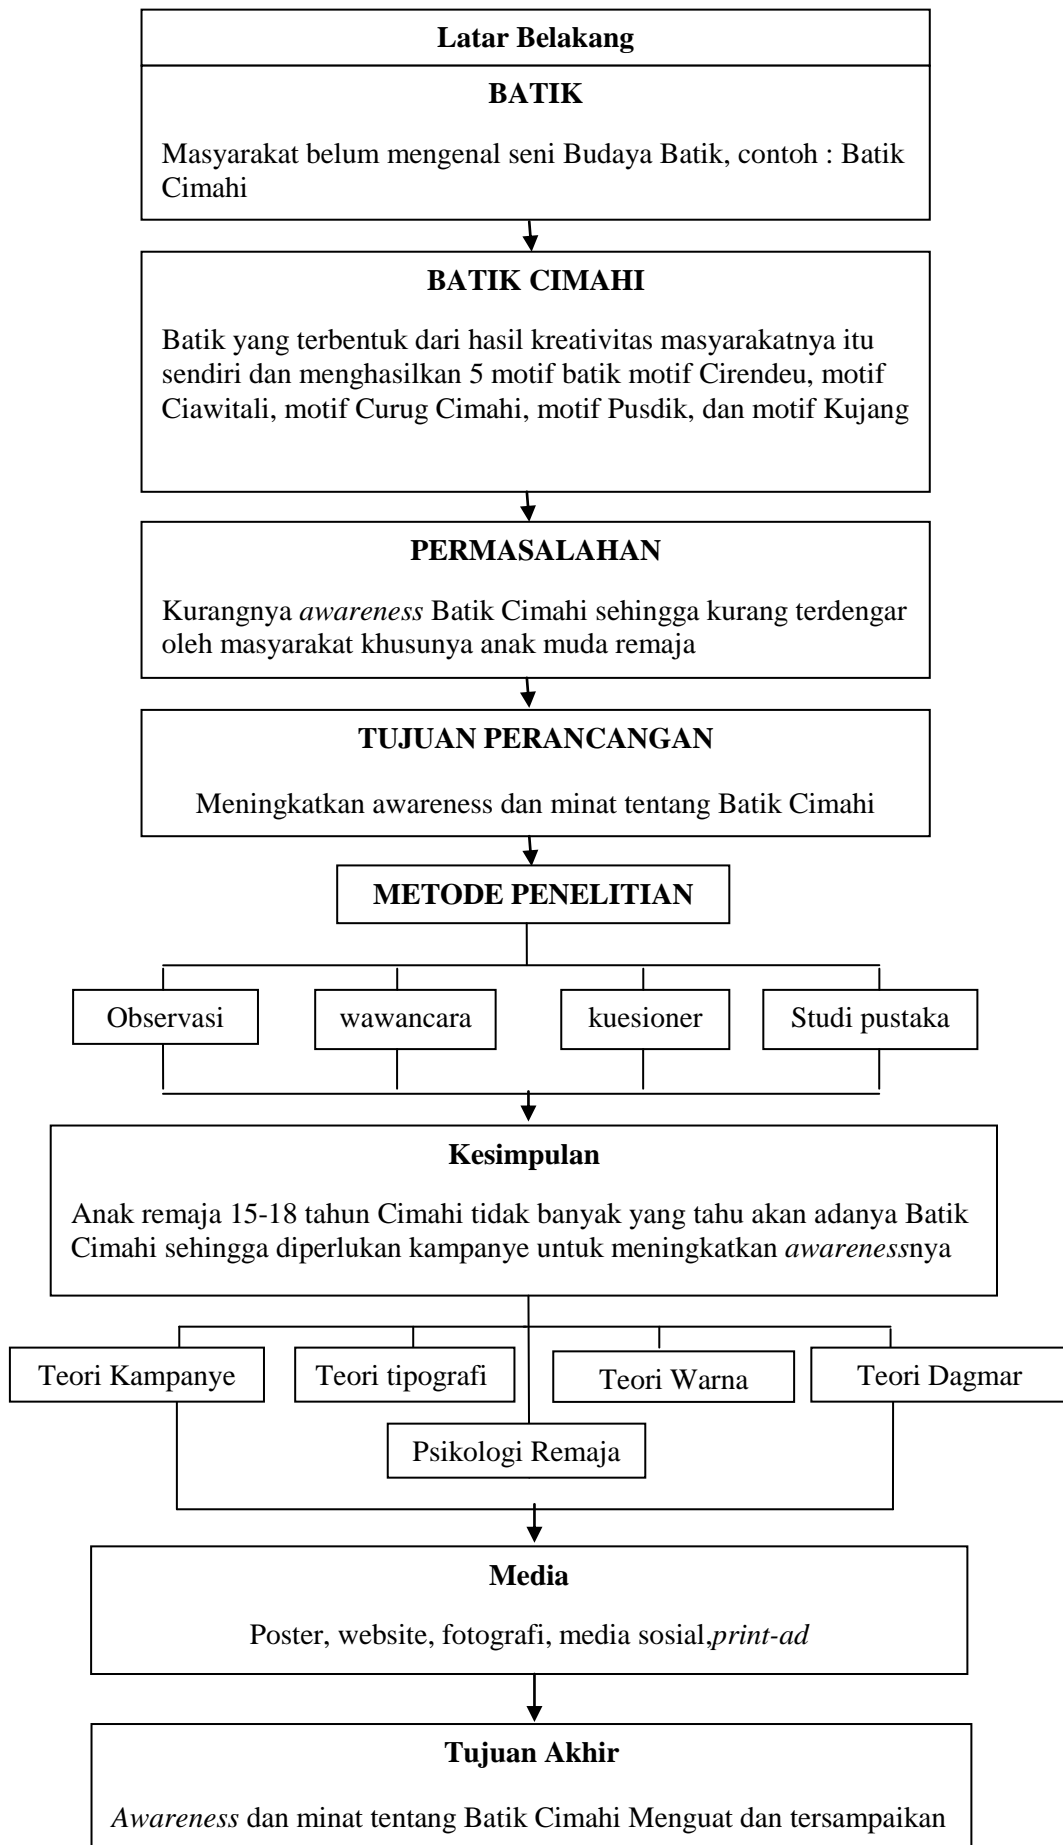 Latar Belakang
BATIK
Masyarakat belum mengenal seni Budaya Batik, contoh : Batik
Cimahi
BATIK CIMAHI
Batik yang terbentuk dari hasil kreativitas masyarakatnya itu
sendiri dan menghasilkan 5 motif batik motif Cirendeu, motif
Ciawitali, motif Curug Cimahi, motif Pusdik, dan motif Kujang
PERMASALAHAN
Kurangnya awareness Batik Cimahi sehingga kurang terdengar
oleh masyarakat khusunya anak muda remaja
TUJUAN PERANCANGAN
Meningkatkan awareness dan minat tentang Batik Cimahi
METODE PENELITIAN
Observasi
wawancara
kuesioner
Studi pustaka
Kesimpulan
Anak remaja 15-18 tahun Cimahi tidak banyak yang tahu akan adanya Batik
Cimahi sehingga diperlukan kampanye untuk meningkatkan awarenessnya
Teori Kampanye
Teori tipografi
Teori Warna
Teori Dagmar
Psikologi Remaja
Media
Poster, website, fotografi, media sosial,print-ad
Tujuan Akhir
Awareness dan minat tentang Batik Cimahi Menguat dan tersampaikan